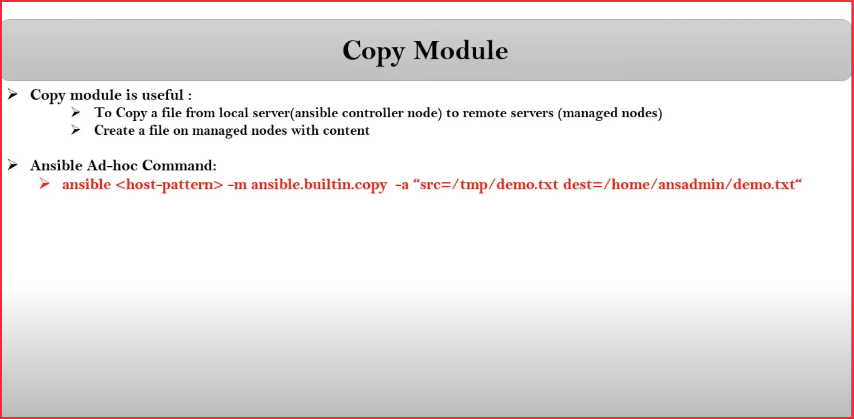 Copy Module
➢ Copy module is useful :
➢ To Copy a file from local server(ansible controller node) to remote servers (managed nodes)
➢ Create a file on managed nodes with content
➢ Ansible Ad-hoc Command:
➢ ansible <host-pattern> -m ansible.builtin.copy -a “src=/tmp/demo.txt dest=/home/ansadmin/demo.txt“